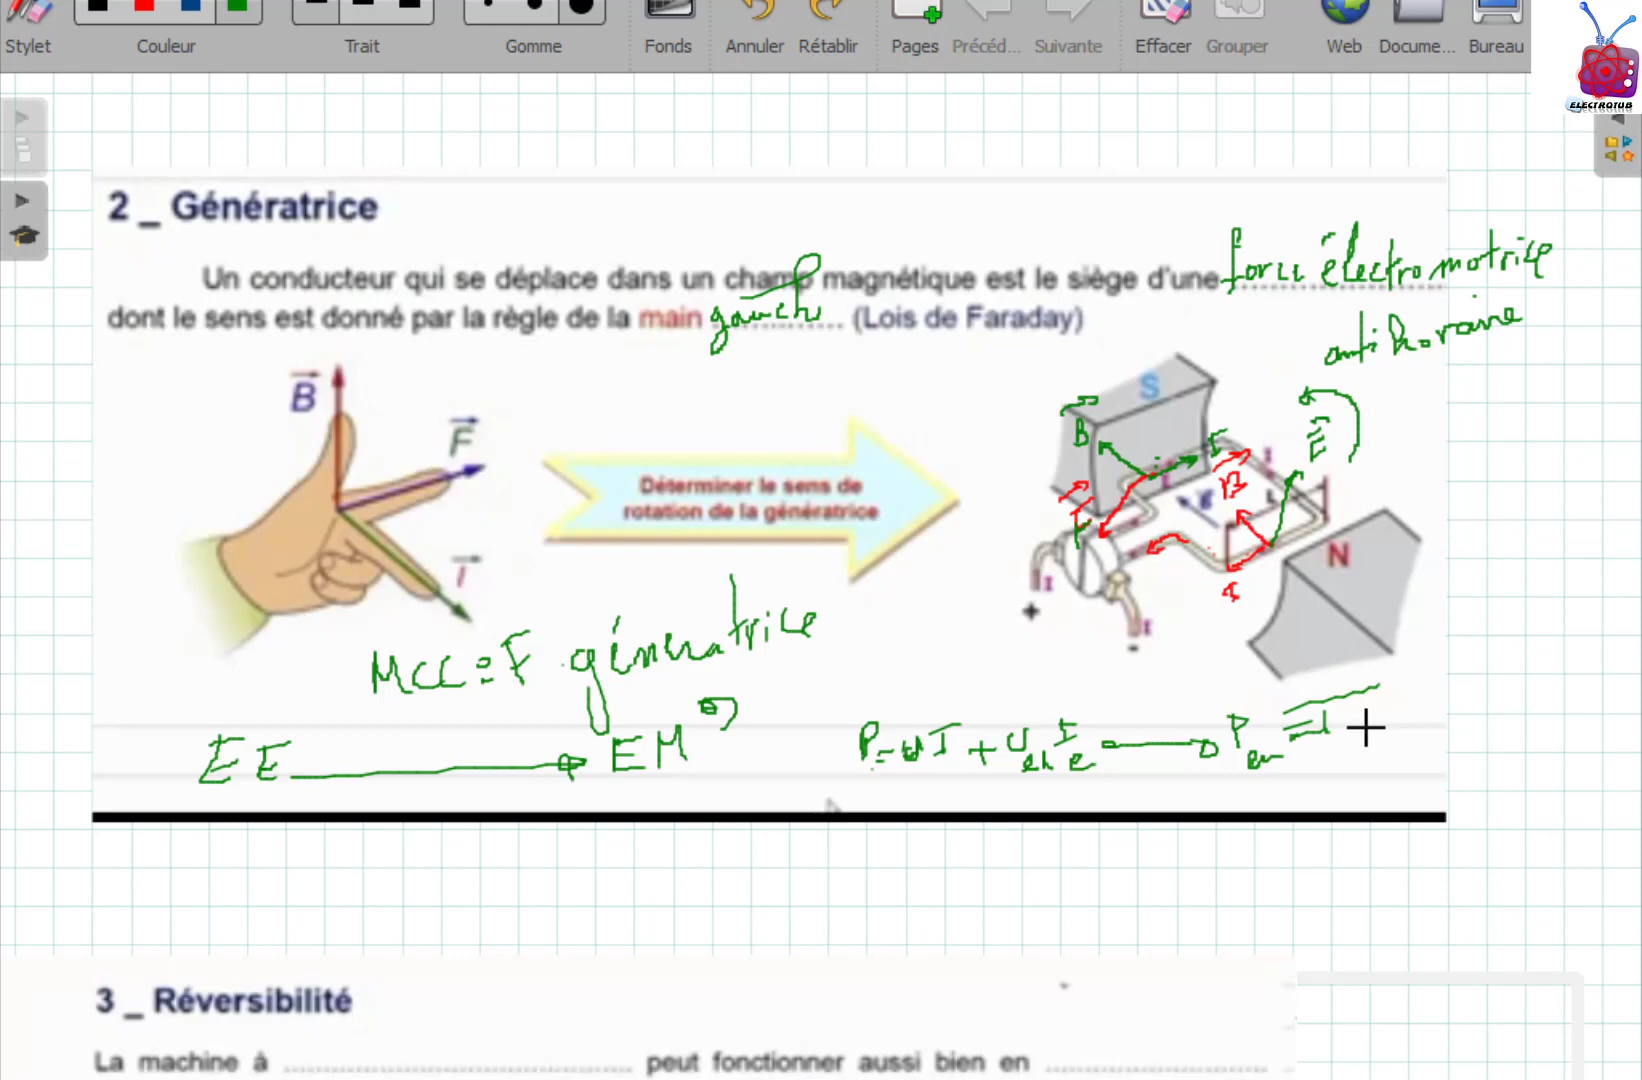 Stylet Couleur Trait Gomme Fonds Annuler Rétablir Pages Précéd... Suivante Effacer Grouper Web Docume... Bureau
ELECTROTUB
2 _ Génératrice
Un conducteur qui se déplace dans un champ magnétique est le siège d'une force électromotrice
dont le sens est donné par la règle de la main gauche (Lois de Faraday)
anti horaire
B
F
I
Déterminer le sens de
rotation de la génératrice
S
B
N
I
I
I
+
-
MCC = F génératrice
EE EM
3 _ Réversibilité
La machine à ........................................ peut fonctionner aussi bien en ..........................